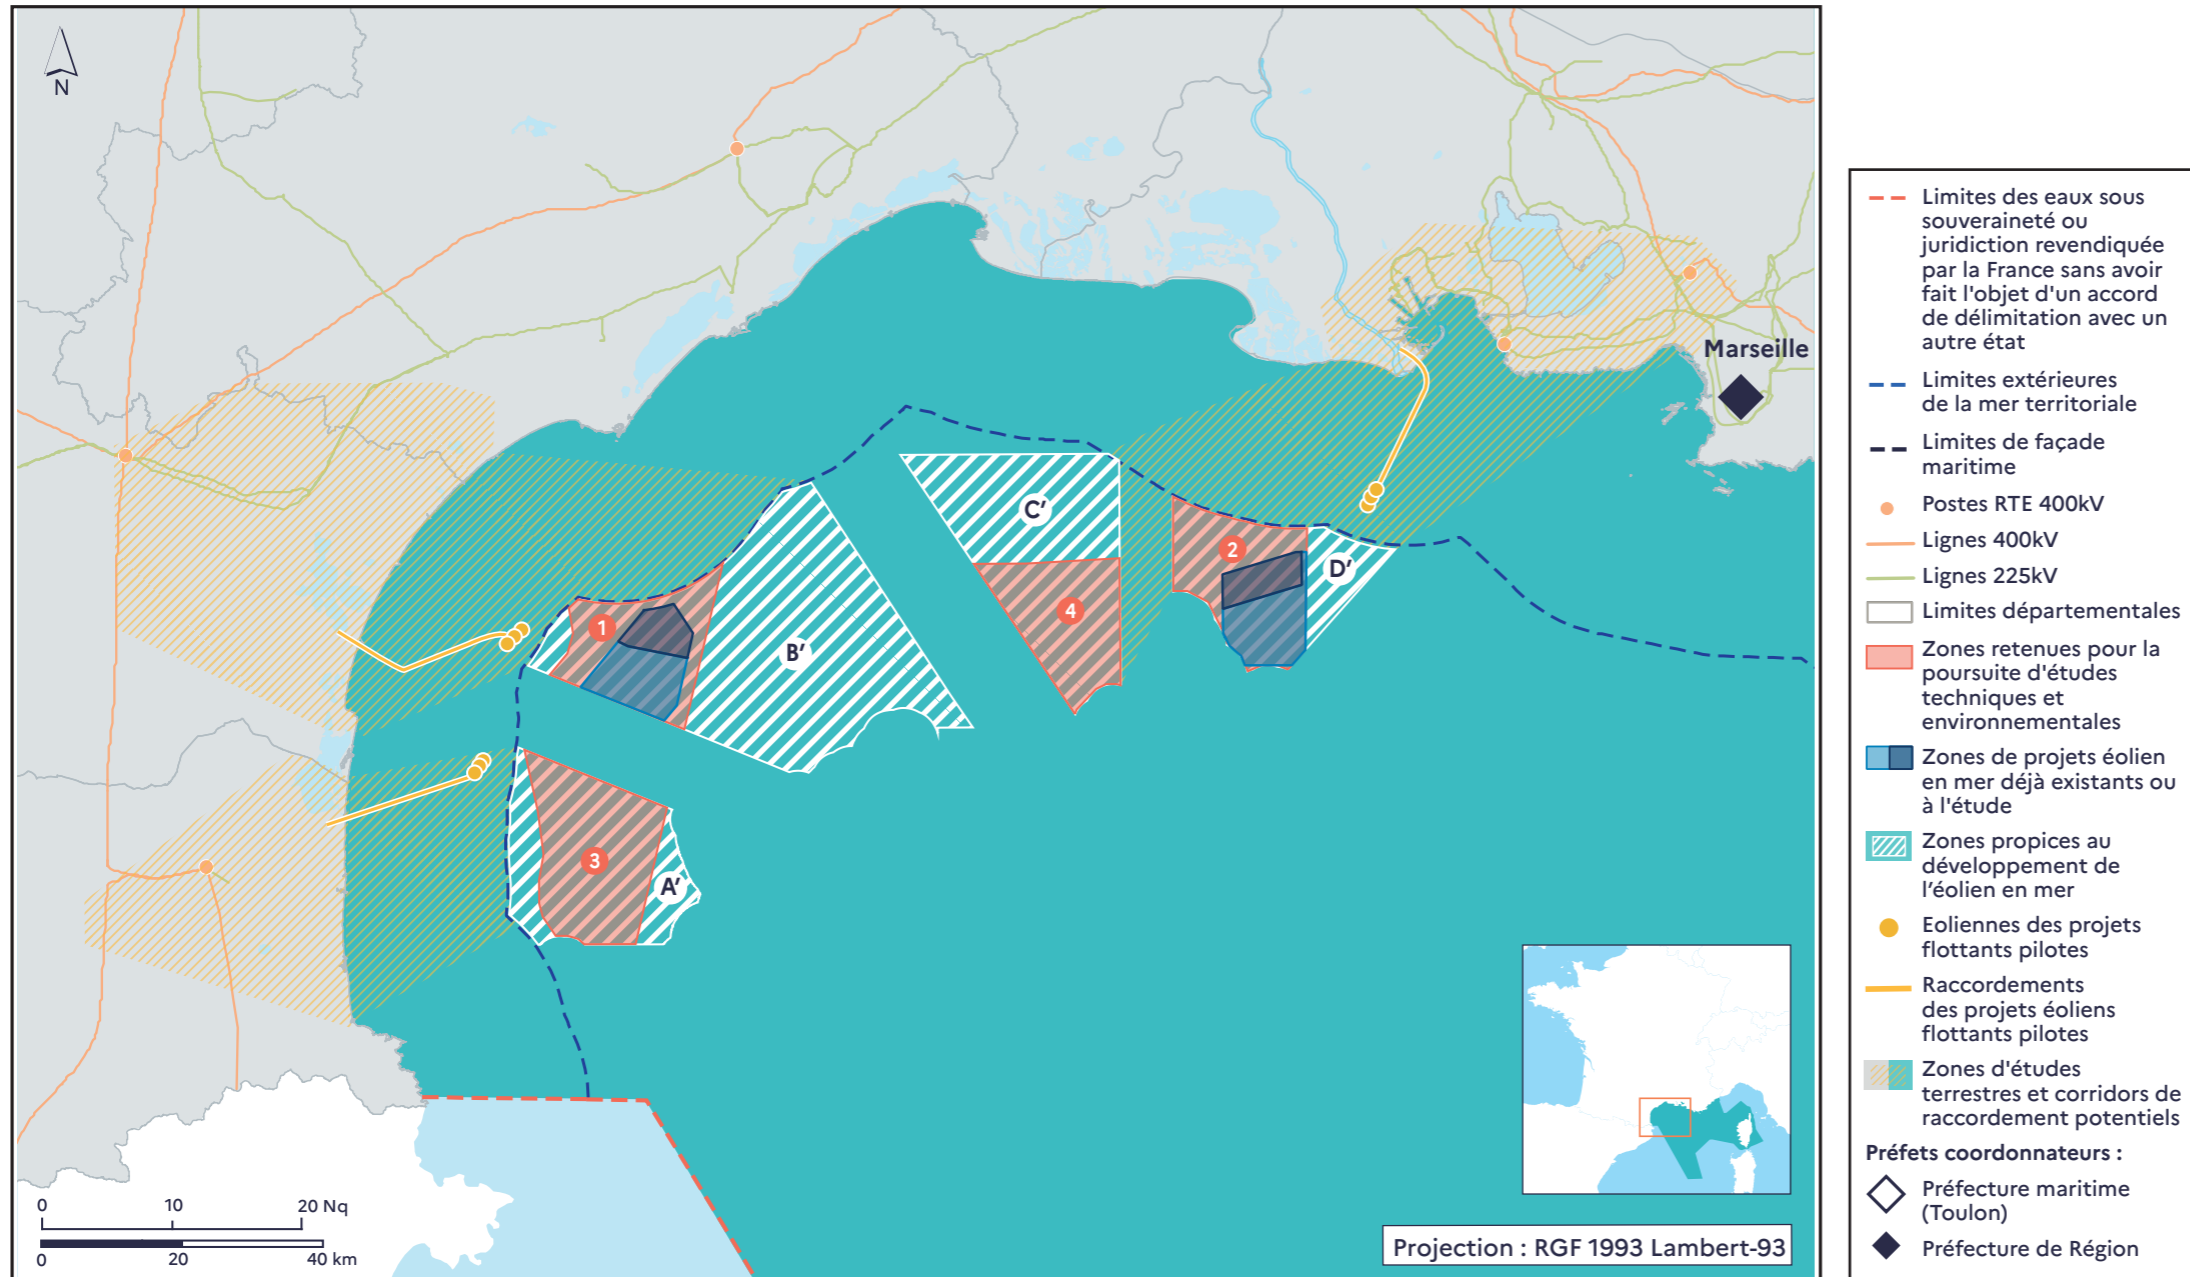 N
Marseille
C'
2
D'
1
4
B'
3
A'
0 10 20 Nq
0 20 40 km
Projection : RGF 1993 Lambert-93
Limites des eaux sous
souveraineté ou
juridiction revendiquée
par la France sans avoir
fait l'objet d'un accord
de délimitation avec un
autre état
Limites extérieures
de la mer territoriale
Limites de façade
maritime
Postes RTE 400kV
Lignes 400kV
Lignes 225kV
Limites départementales
Zones retenues pour la
poursuite d'études
techniques et
environnementales
Zones de projets éolien
en mer déjà existants ou
à l'étude
Zones propices au
développement de
l'éolien en mer
Eoliennes des projets
flottants pilotes
Raccordements
des projets éoliens
flottants pilotes
Zones d'études
terrestres et corridors de
raccordement potentiels
Préfets coordonnateurs :
Préfecture maritime
(Toulon)
Préfecture de Région